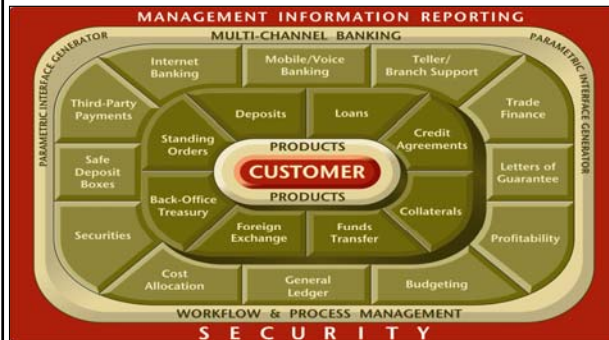 MANAGEMENT INFORMATION REPORTING
MULTI-CHANNEL BANKING
PARAMETRIC INTERFACE GENERATOR
PARAMETRIC INTERFACE GENERATOR
Internet
Banking
Mobile/Voice
Banking
Teller/
Branch Support
Third-Party
Payments
Trade
Finance
Deposits
Loans
Standing
Orders
Credit
Agreements
PRODUCTS
CUSTOMER
PRODUCTS
Safe
Deposit
Boxes
Letters of
Guarantee
Back-Office
Treasury
Collaterals
Foreign
Exchange
Funds
Transfer
Securities
Profitability
Cost
Allocation
General
Ledger
Budgeting
WORKFLOW & PROCESS MANAGEMENT
SECURITY